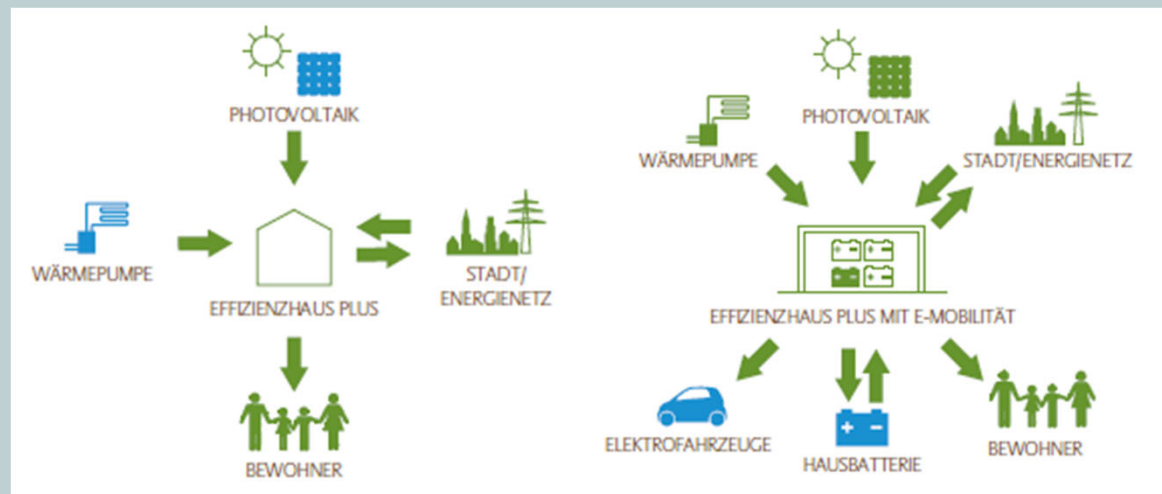 PHOTOVOLTAIK
WÄRMEPUMPE
STADT/
ENERGIENETZ
EFFIZIENZHAUS PLUS
BEWOHNER
PHOTOVOLTAIK
WÄRMEPUMPE
STADT/ENERGIENETZ
EFFIZIENZHAUS PLUS MIT E-MOBILITÄT
ELEKTROFAHRZEUGE
HAUSBATTERIE
BEWOHNER